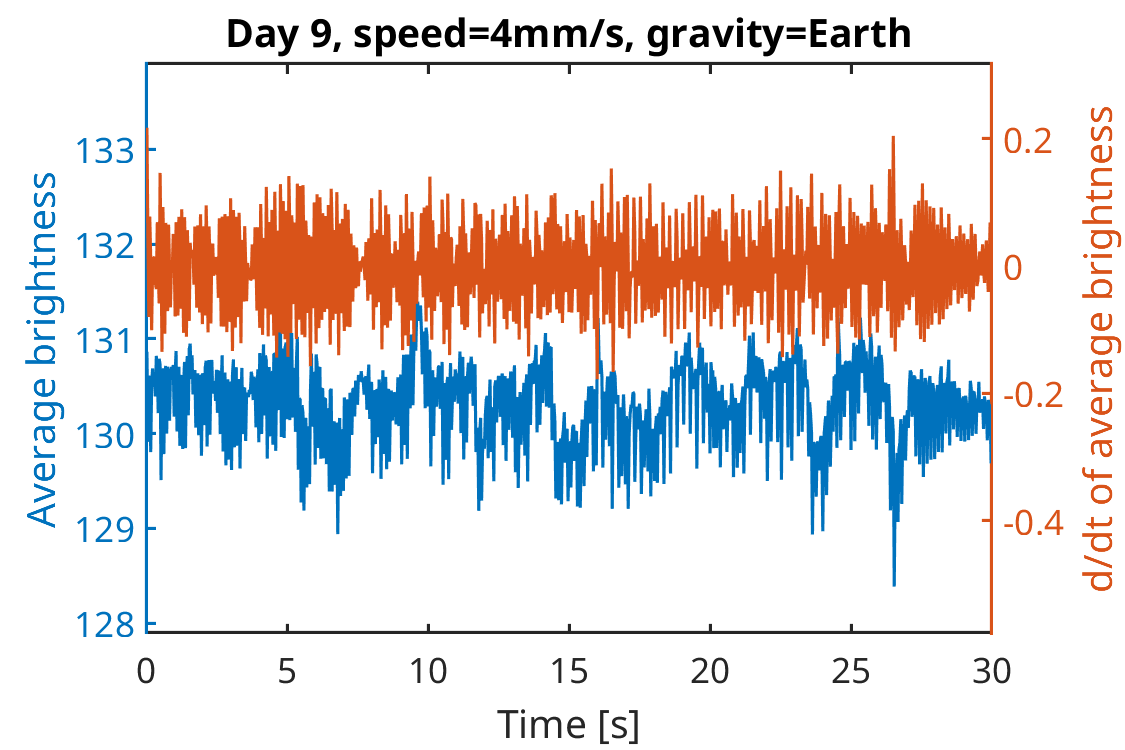 Day 9, speed=4mm/s, gravity=Earth
Average brightness
133
132
131
130
129
128
0.2
0
-0.2
-0.4
d/dt of average brightness
0 5 10 15 20 25 30
Time [s]